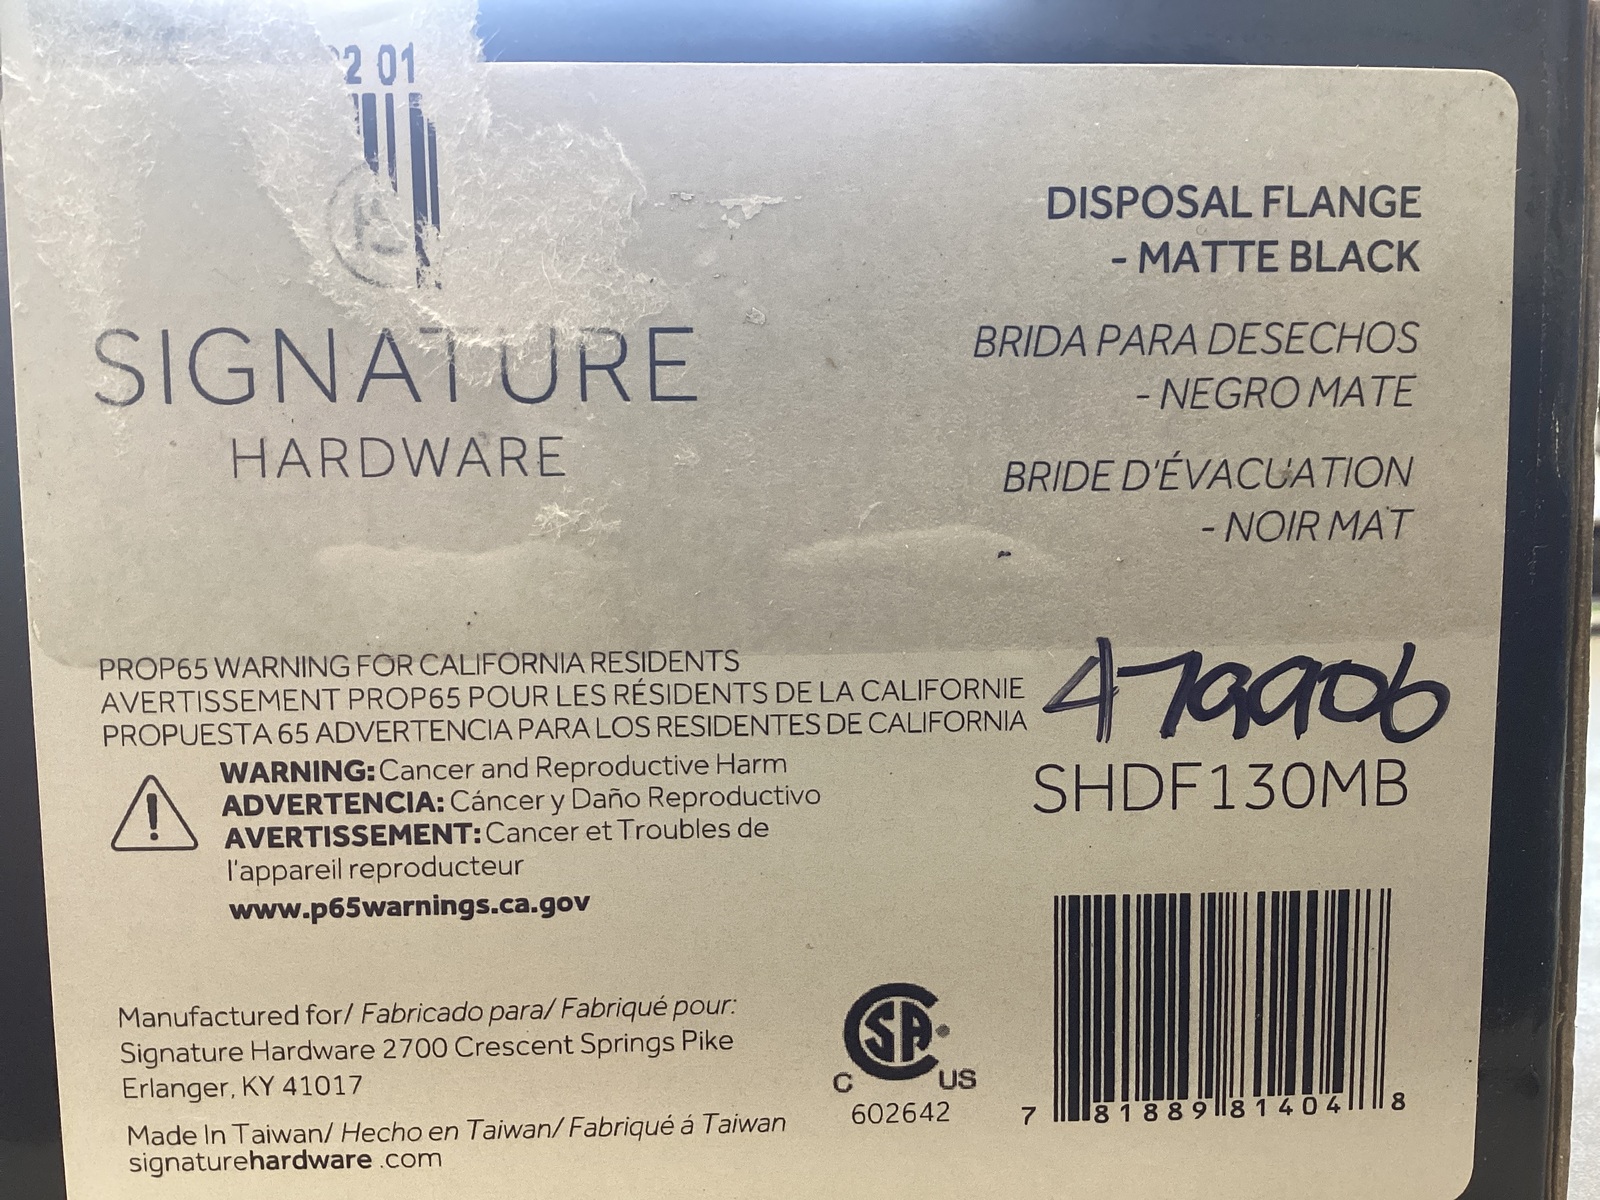 2 01
SIGNATURE
HARDWARE
DISPOSAL FLANGE
- MATTE BLACK
BRIDA PARA DESECHOS
- NEGRO MATE
BRIDE D'ÉVACUATION
- NOIR MAT
PROP65 WARNING FOR CALIFORNIA RESIDENTS
AVERTISSEMENT PROP65 POUR LES RÉSIDENTS DE LA CALIFORNIE
PROPUESTA 65 ADVERTENCIA PARA LOS RESIDENTES DE CALIFORNIA
WARNING: Cancer and Reproductive Harm
ADVERTENCIA: Cáncer y Daño Reproductivo
AVERTISSEMENT: Cancer et Troubles de
l'appareil reproducteur
www.p65warnings.ca.gov
479906
SHDF130MB
Manufactured for/ Fabricado para/ Fabriqué pour:
Signature Hardware 2700 Crescent Springs Pike
Erlanger, KY 41017
Made In Taiwan/ Hecho en Taiwan/ Fabriqué á Taiwan
signaturehardware .com
CSA
C US
602642
7 81889 81404 8